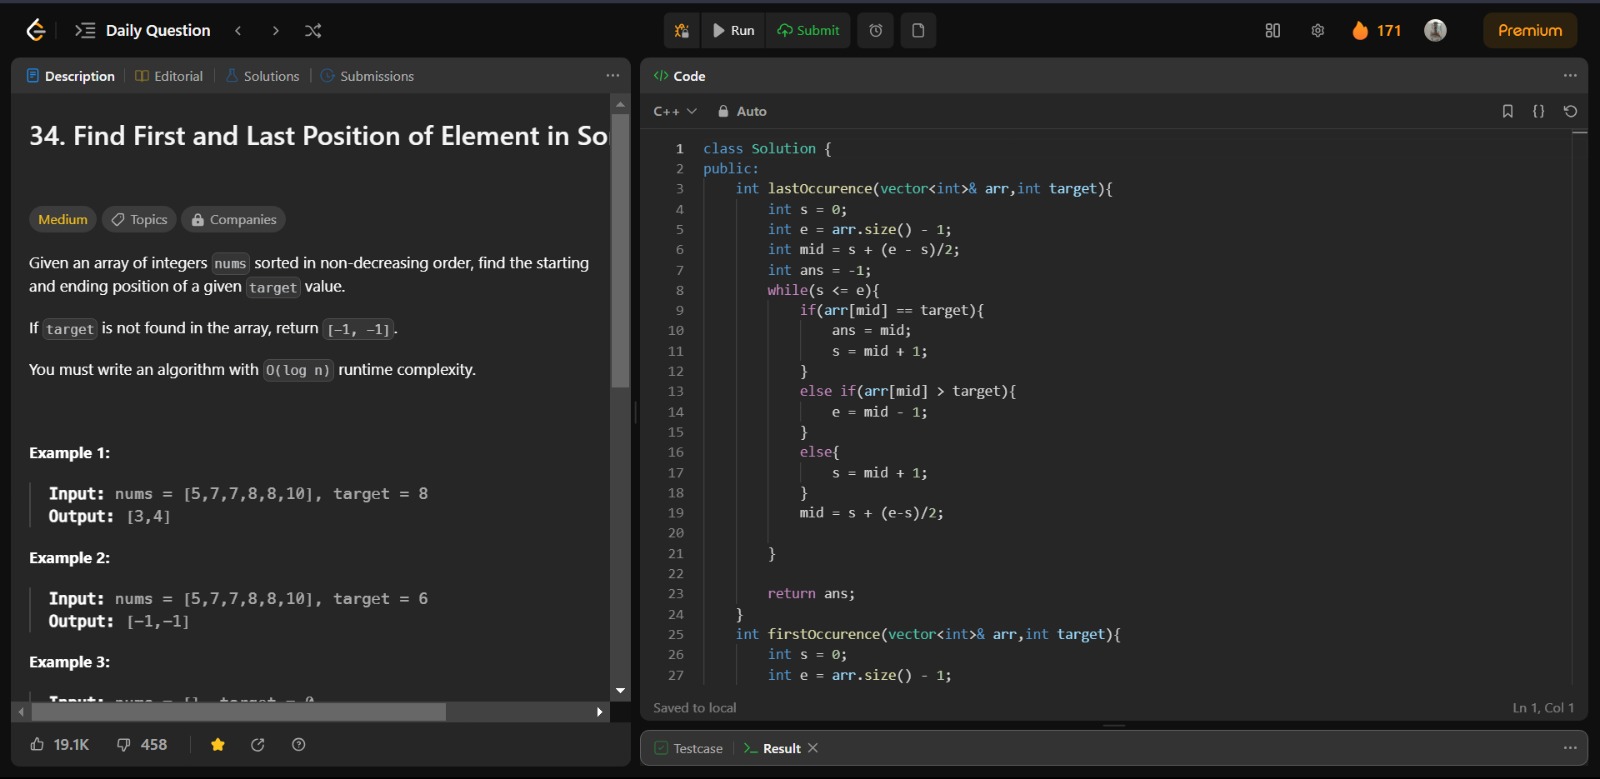 Daily Question
Run
Submit
171
Premium
Description
Editorial
Solutions
Submissions
34. Find First and Last Position of Element in So
Medium
Topics
Companies
Given an array of integers nums sorted in non-decreasing order, find the starting
and ending position of a given target value.
If target is not found in the array, return [-1, -1].
You must write an algorithm with O(log n) runtime complexity.
Example 1:
Input: nums = [5,7,7,8,8,10], target = 8
Output: [3,4]
Example 2:
Input: nums = [5,7,7,8,8,10], target = 6
Output: [-1,-1]
Example 3:
Input: nums = [], target = 0
19.1K
458
</> Code
C++
Auto
{}
1 class Solution {
2 public:
3 int lastOccurence(vector<int>& arr,int target){
4 int s = 0;
5 int e = arr.size() - 1;
6 int mid = s + (e - s)/2;
7 int ans = -1;
8 while(s <= e){
9 if(arr[mid] == target){
10 ans = mid;
11 s = mid + 1;
12 }
13 else if(arr[mid] > target){
14 e = mid - 1;
15 }
16 else{
17 s = mid + 1;
18 }
19 mid = s + (e-s)/2;
20
21 }
22
23 return ans;
24 }
25 int firstOccurence(vector<int>& arr,int target){
26 int s = 0;
27 int e = arr.size() - 1;
Saved to local
Ln 1, Col 1
Testcase
Result